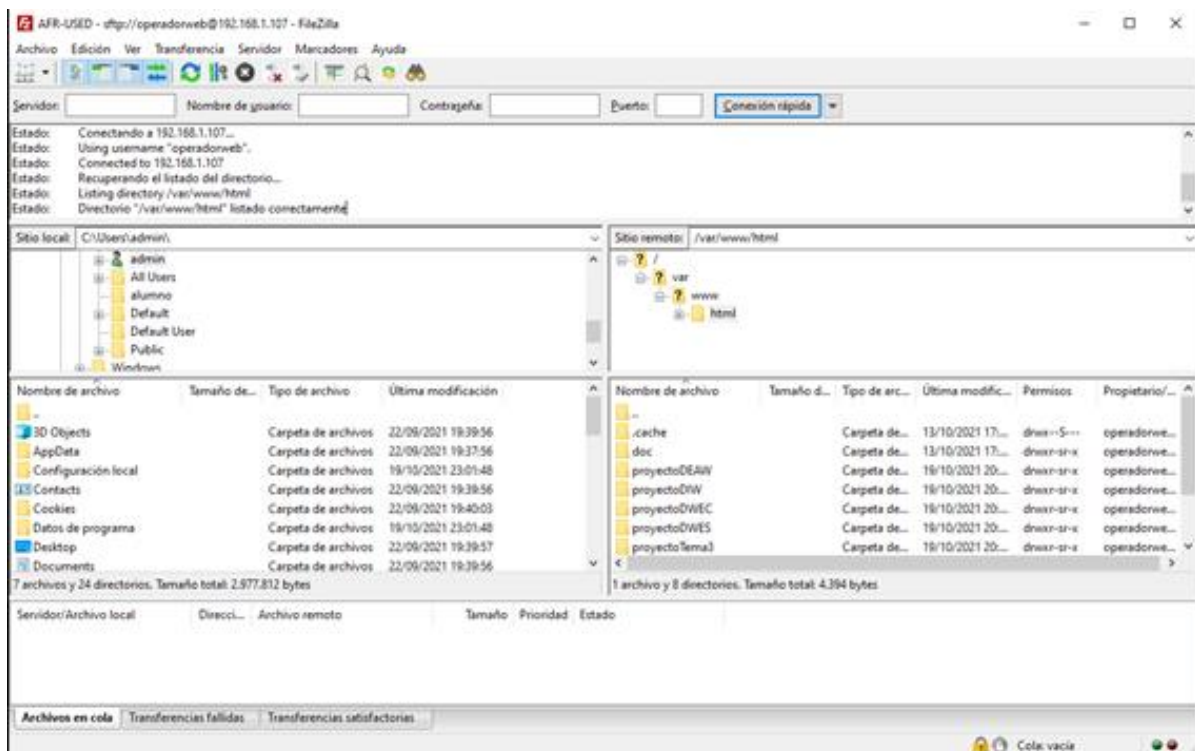 AFR-USED - sftp://operadorweb@192.168.1.107 - FileZilla
Archivo Edición Ver Transferencia Servidor Marcadores Ayuda
Servidor: Nombre de usuario: Contraseña: Puerto: Conexión rápida
Estado: Conectando a 192.168.1.107...
Estado: Using username "operadorweb".
Estado: Connected to 192.168.1.107
Estado: Recuperando el listado del directorio...
Estado: Listing directory /var/www/html
Estado: Directorio "/var/www/html" listado correctamente
Sitio local: C:\Users\admin\
admin
All Users
alumno
Default
Default User
Public
Windows
Sitio remoto: /var/www/html
/
var
www
html
Nombre de archivo Tamaño de... Tipo de archivo Última modificación
..
3D Objects Carpeta de archivos 22/09/2021 19:39:56
AppData Carpeta de archivos 22/09/2021 19:37:56
Configuración local Carpeta de archivos 19/10/2021 23:01:48
Contacts Carpeta de archivos 22/09/2021 19:39:56
Cookies Carpeta de archivos 22/09/2021 19:40:03
Datos de programa Carpeta de archivos 19/10/2021 23:01:48
Desktop Carpeta de archivos 22/09/2021 19:39:57
Documents Carpeta de archivos 22/09/2021 19:39:56
7 archivos y 24 directorios. Tamaño total: 2.977.812 bytes
Nombre de archivo Tamaño d... Tipo de arc... Última modific... Permisos Propietario/...
..
.cache Carpeta de... 13/10/2021 17:... drwx--S--- operadorwe...
doc Carpeta de... 13/10/2021 17:... drwxr-sr-x operadorwe...
proyectoDEAW Carpeta de... 19/10/2021 20:... drwxr-sr-x operadorwe...
proyectoDIW Carpeta de... 19/10/2021 20:... drwxr-sr-x operadorwe...
proyectoDWEC Carpeta de... 19/10/2021 20:... drwxr-sr-x operadorwe...
proyectoDWES Carpeta de... 19/10/2021 20:... drwxr-sr-x operadorwe...
proyectoTema3 Carpeta de... 19/10/2021 20:... drwxr-sr-x operadorwe...
1 archivo y 8 directorios. Tamaño total: 4.394 bytes
Servidor/Archivo local Direcci... Archivo remoto Tamaño Prioridad Estado
Archivos en cola Transferencias fallidas Transferencias satisfactorias
Cola: vacía